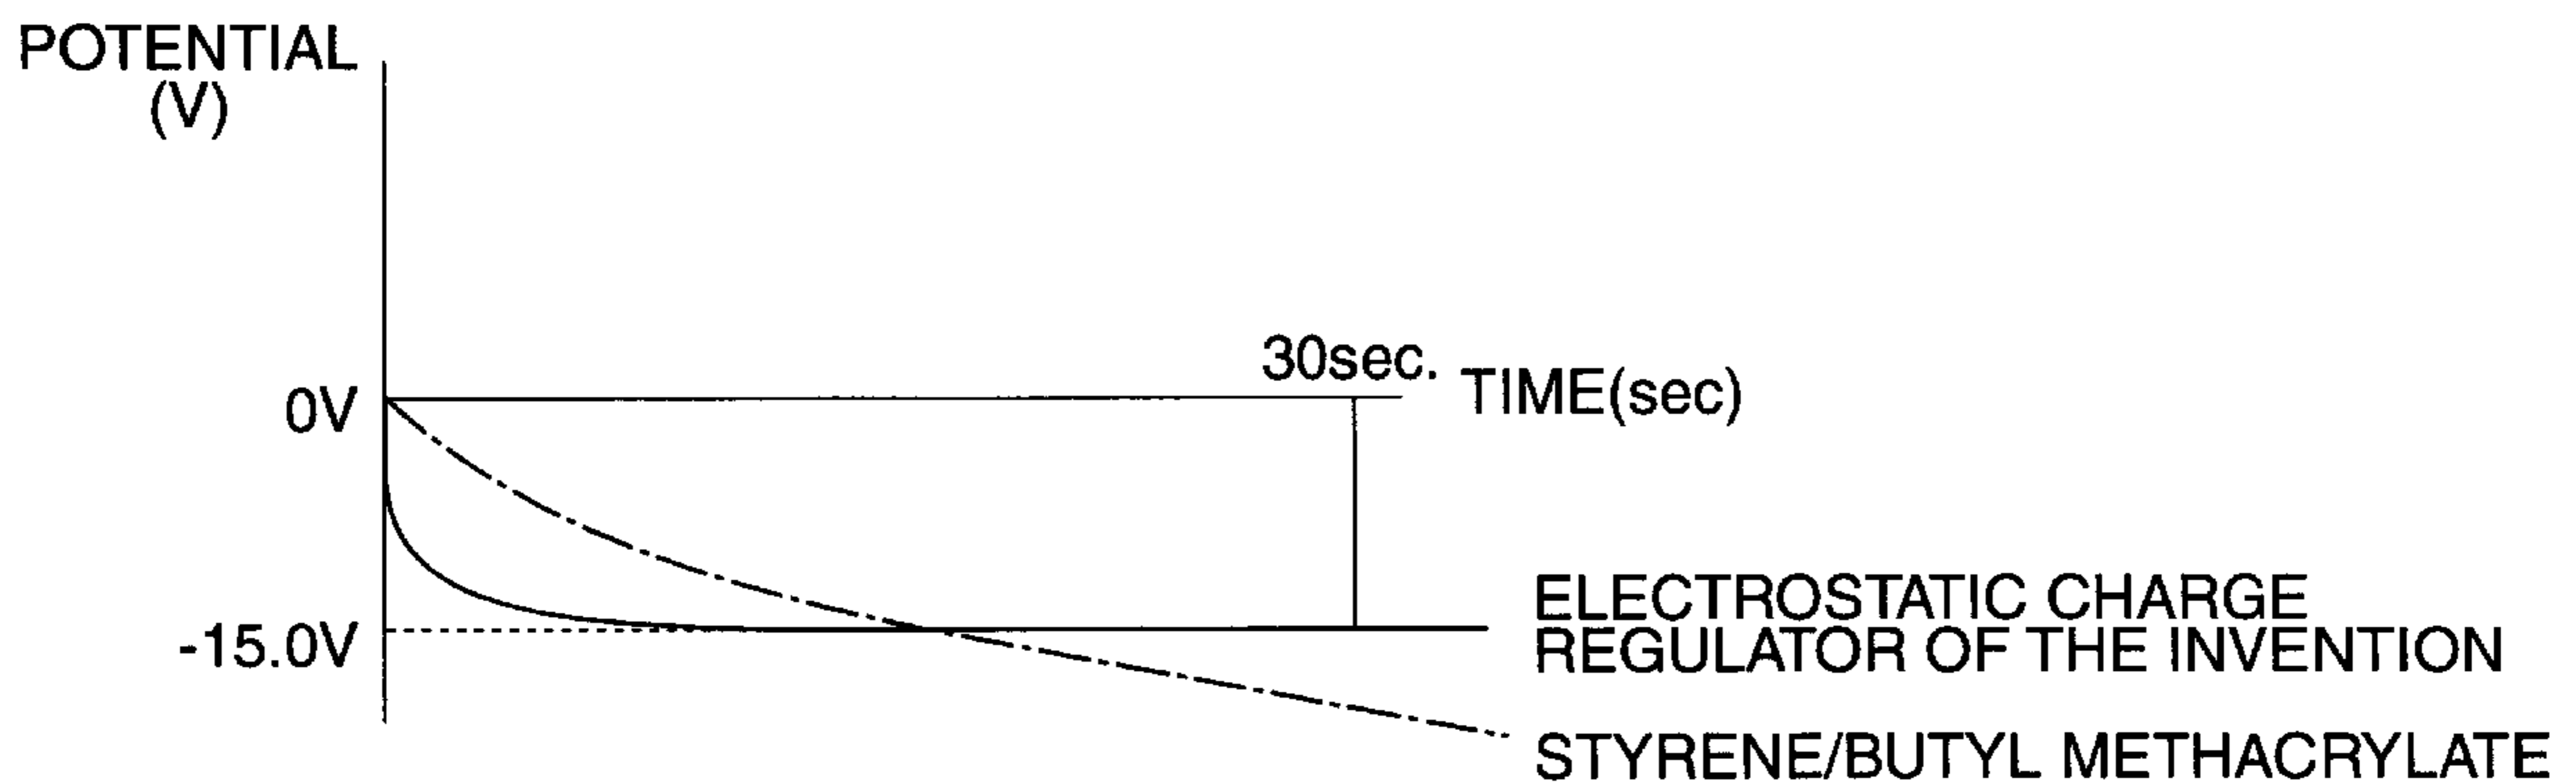 POTENTIAL
(V)
30sec.
TIME(sec)
0V
ELECTROSTATIC CHARGE
REGULATOR OF THE INVENTION
-15.0V
STYRENE/BUTYL METHACRYLATE